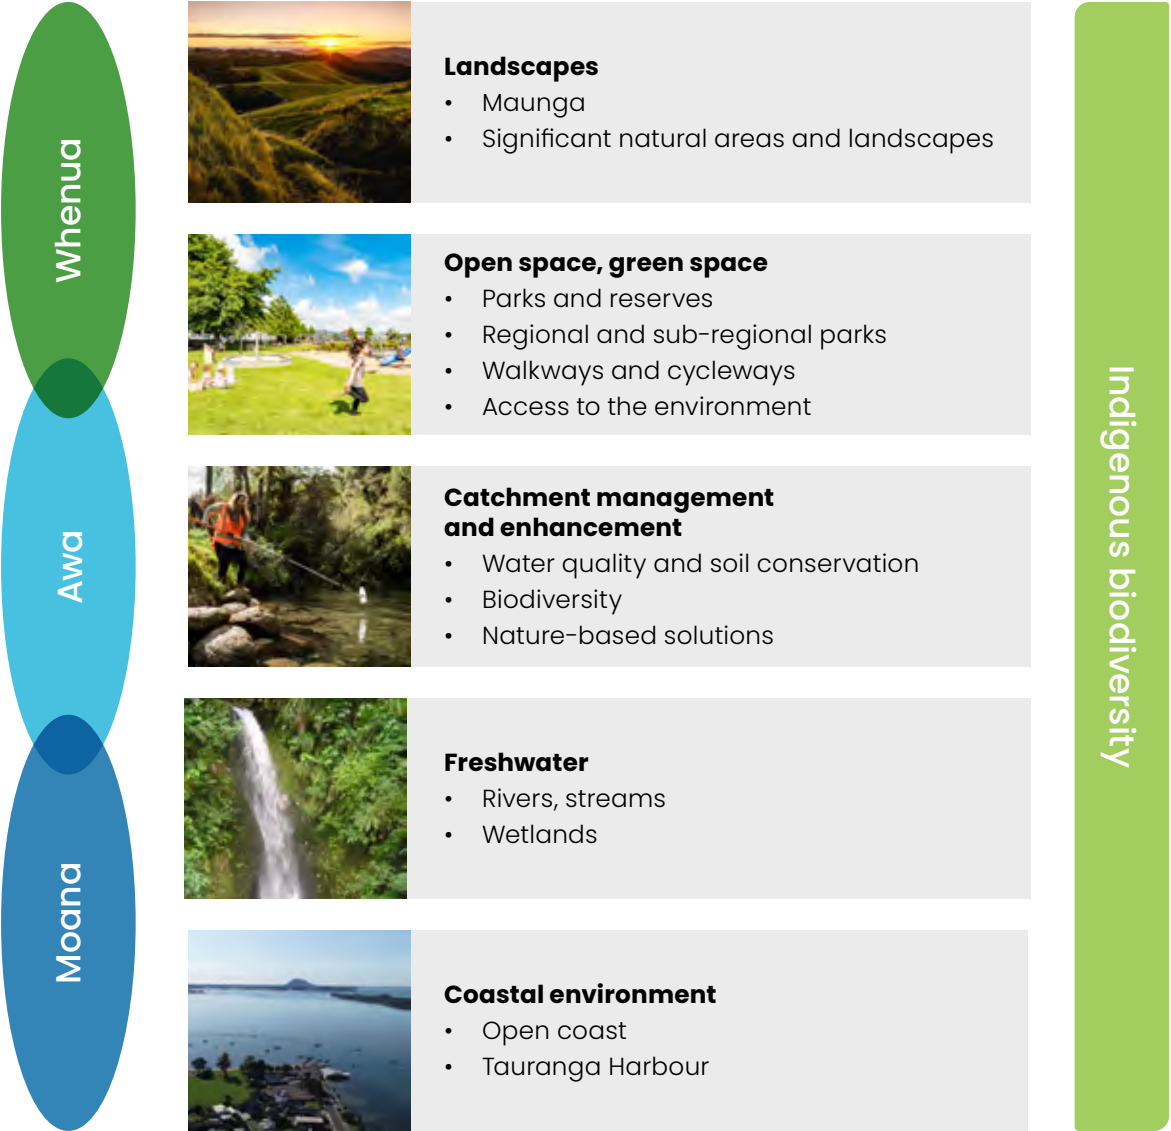 Whenua
Awa
Moana
Landscapes
• Maunga
• Significant natural areas and landscapes
Open space, green space
• Parks and reserves
• Regional and sub-regional parks
• Walkways and cycleways
• Access to the environment
Catchment management
and enhancement
• Water quality and soil conservation
• Biodiversity
• Nature-based solutions
Freshwater
• Rivers, streams
• Wetlands
Coastal environment
• Open coast
• Tauranga Harbour
Indigenous biodiversity